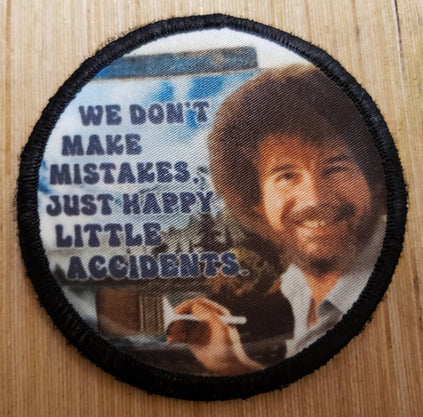 WE DON'T
MAKE
MISTAKES,
JUST HAPPY
LITTLE
ACCIDENTS.